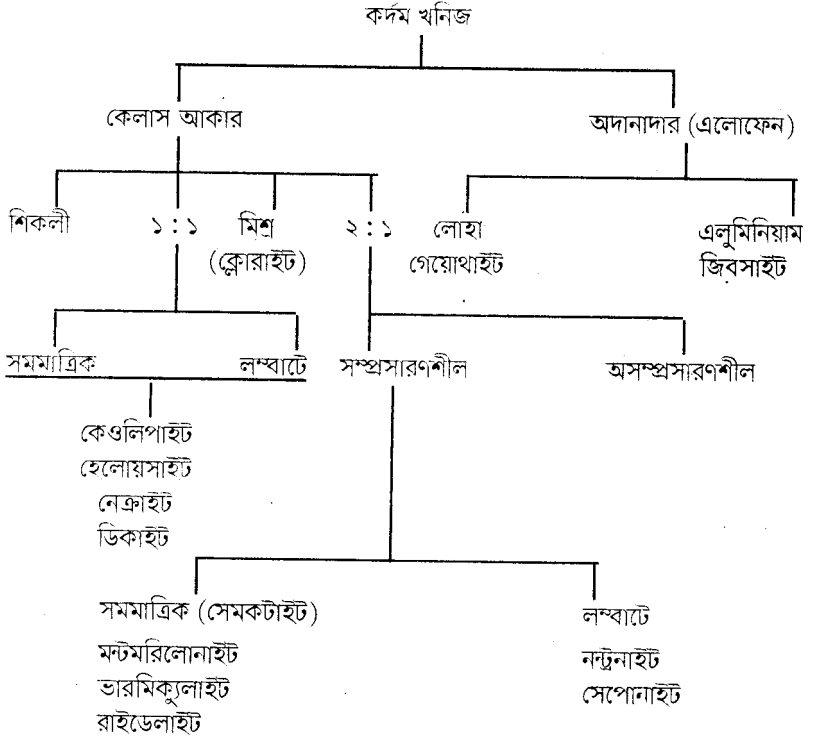 কর্দম খনিজ
কেলাস আকার
অদানাদার (এলোফেন)
শিকলী
১ : ১
মিশ্র
২ : ১
লোহা
এলুমিনিয়াম
(ক্লোরাইট)
গেয়োথাইট
জিবসাইট
সমমাত্রিক
লম্বাটে
সম্প্রসারণশীল
অসম্প্রসারণশীল
কেওলিপাইট
হেলোয়সাইট
নেক্রাইট
ডিকাইট
সমমাত্রিক (সেমকটাইট)
লম্বাটে
মন্টমরিলোনাইট
নন্ট্রনাইট
ভারমিক্যুলাইট
সেপোনাইট
রাইডেলাইট